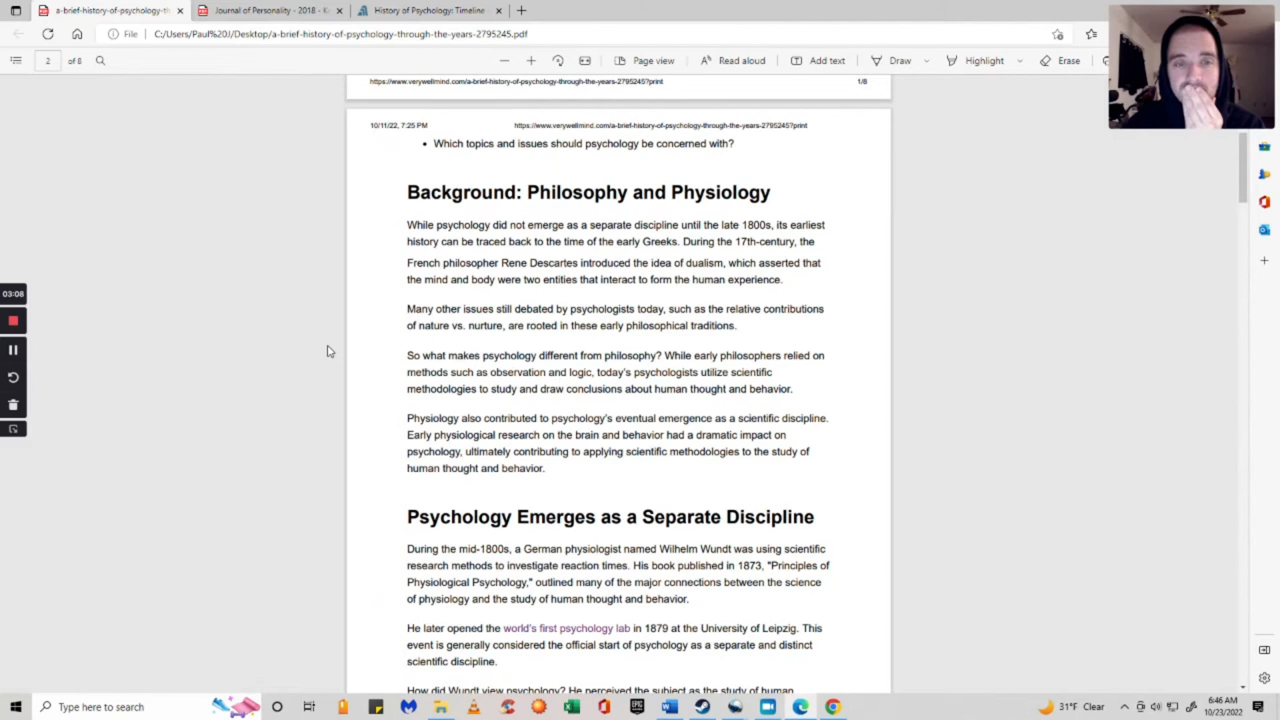 a-brief-history-of-psychology-th
Journal of Personality - 2018 - K
History of Psychology: Timeline
File
C:/Users/Paul%20J/Desktop/a-brief-history-of-psychology-through-the-years-2795245.pdf
2 of 8
Page view
Read aloud
Add text
Draw
Highlight
Erase
https://www.verywellmind.com/a-brief-history-of-psychology-through-the-years-2795245?print
1/8
10/11/22, 7:25 PM
https://www.verywellmind.com/a-brief-history-of-psychology-through-the-years-2795245?print
• Which topics and issues should psychology be concerned with?
Background: Philosophy and Physiology
While psychology did not emerge as a separate discipline until the late 1800s, its earliest
history can be traced back to the time of the early Greeks. During the 17th-century, the
French philosopher Rene Descartes introduced the idea of dualism, which asserted that
the mind and body were two entities that interact to form the human experience.
Many other issues still debated by psychologists today, such as the relative contributions
of nature vs. nurture, are rooted in these early philosophical traditions.
So what makes psychology different from philosophy? While early philosophers relied on
methods such as observation and logic, today's psychologists utilize scientific
methodologies to study and draw conclusions about human thought and behavior.
Physiology also contributed to psychology's eventual emergence as a scientific discipline.
Early physiological research on the brain and behavior had a dramatic impact on
psychology, ultimately contributing to applying scientific methodologies to the study of
human thought and behavior.
Psychology Emerges as a Separate Discipline
During the mid-1800s, a German physiologist named Wilhelm Wundt was using scientific
research methods to investigate reaction times. His book published in 1873, "Principles of
Physiological Psychology," outlined many of the major connections between the science
of physiology and the study of human thought and behavior.
He later opened the world's first psychology lab in 1879 at the University of Leipzig. This
event is generally considered the official start of psychology as a separate and distinct
scientific discipline.
How did Wundt view psychology? He perceived the subject as the study of human
03:08
Type here to search
EPIC
31°F Clear
6:46 AM
10/23/2022